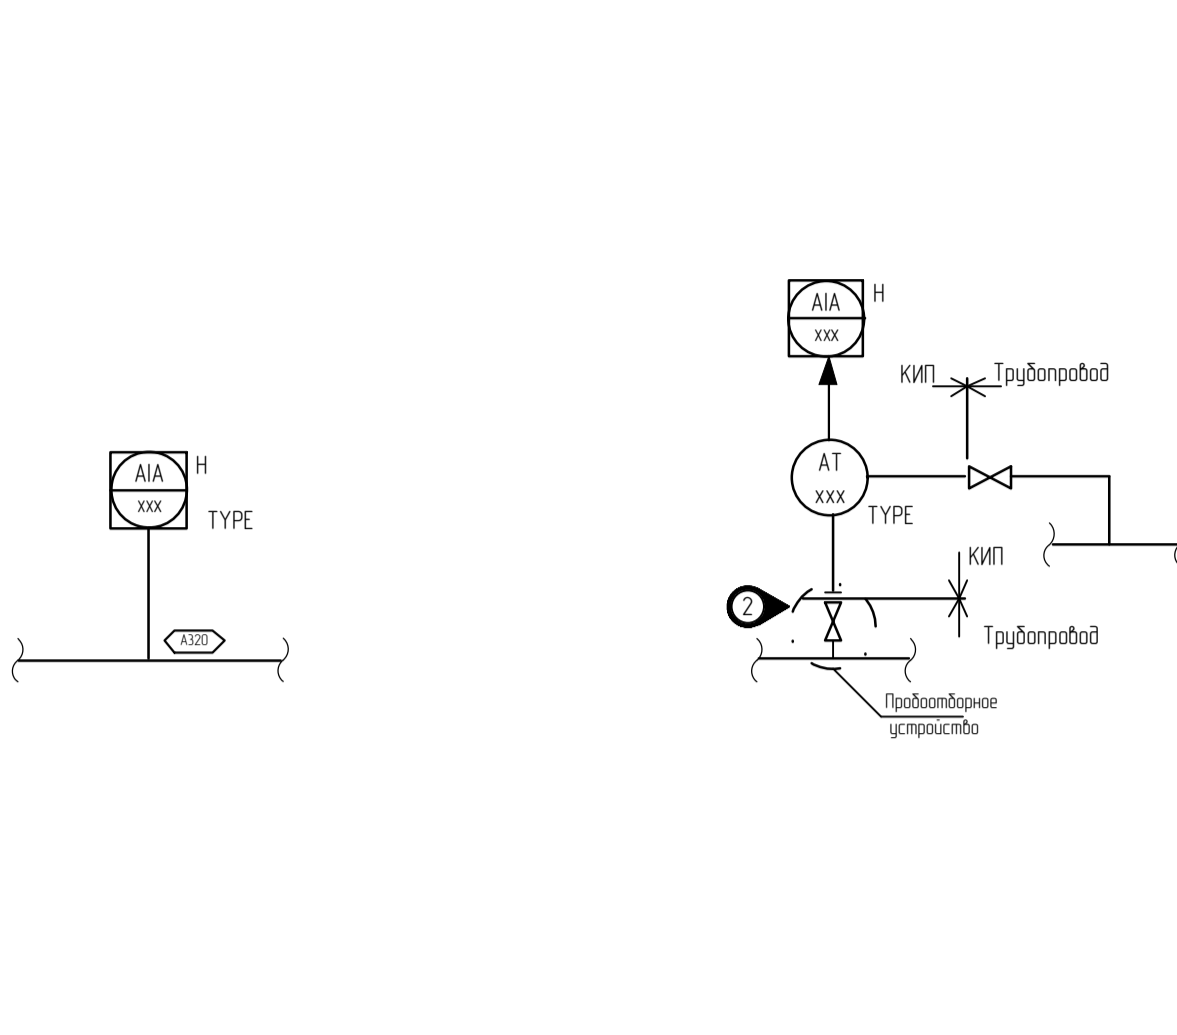 AIA
xxx
H
TYPE
A320
AIA
xxx
H
КИП
Трубопровод
AT
xxx
TYPE
КИП
2
Трубопровод
Пробоотборное
устройство